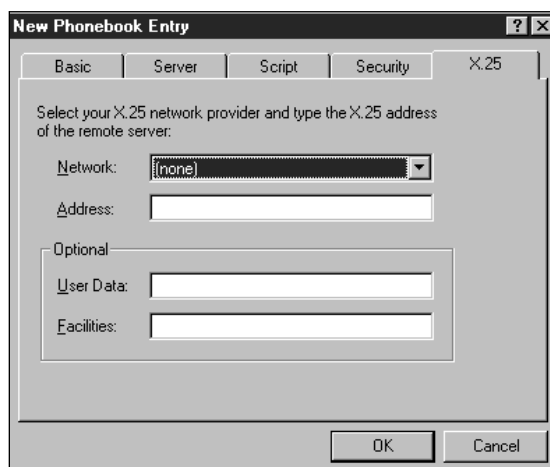 New Phonebook Entry
Basic Server Script Security X.25
Select your X.25 network provider and type the X.25 address
of the remote server:
Network: (none)
Address:
Optional
User Data:
Facilities:
OK Cancel